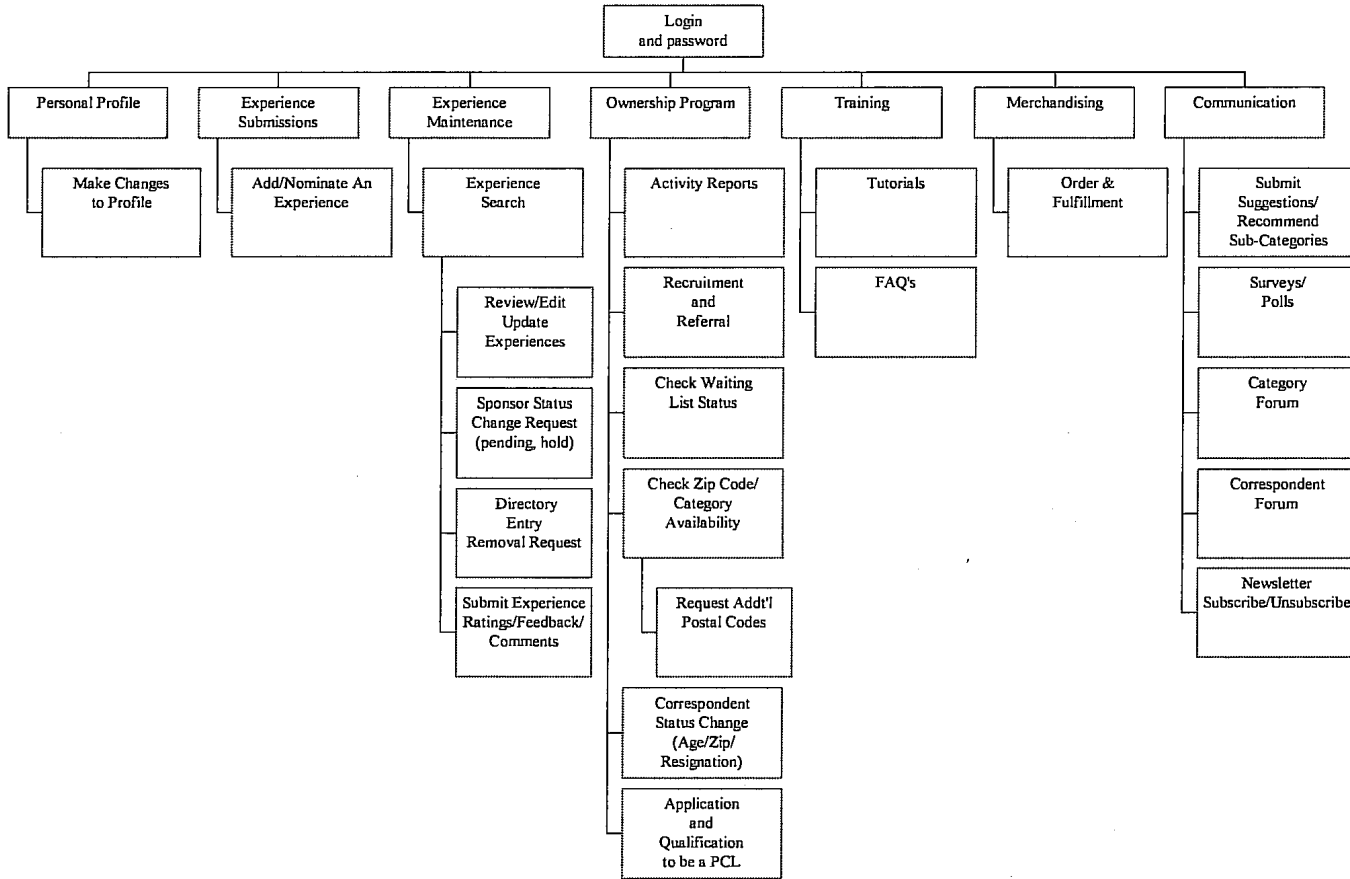 Login
and password
Personal Profile
Experience
Submissions
Experience
Maintenance
Ownership Program
Training
Merchandising
Communication
Make Changes
to Profile
Add/Nominate An
Experience
Experience
Search
Review/Edit
Update
Experiences
Sponsor Status
Change Request
(pending, hold)
Directory
Entry
Removal Request
Submit Experience
Ratings/Feedback/
Comments
Activity Reports
Recruitment
and
Referral
Check Waiting
List Status
Check Zip Code/
Category
Availability
Request Addt'l
Postal Codes
Correspondent
Status Change
(Age/Zip/
Resignation)
Application
and
Qualification
to be a PCL
Tutorials
FAQ's
Order &
Fulfillment
Submit
Suggestions/
Recommend
Sub-Categories
Surveys/
Polls
Category
Forum
Correspondent
Forum
Newsletter
Subscribe/Unsubscribe